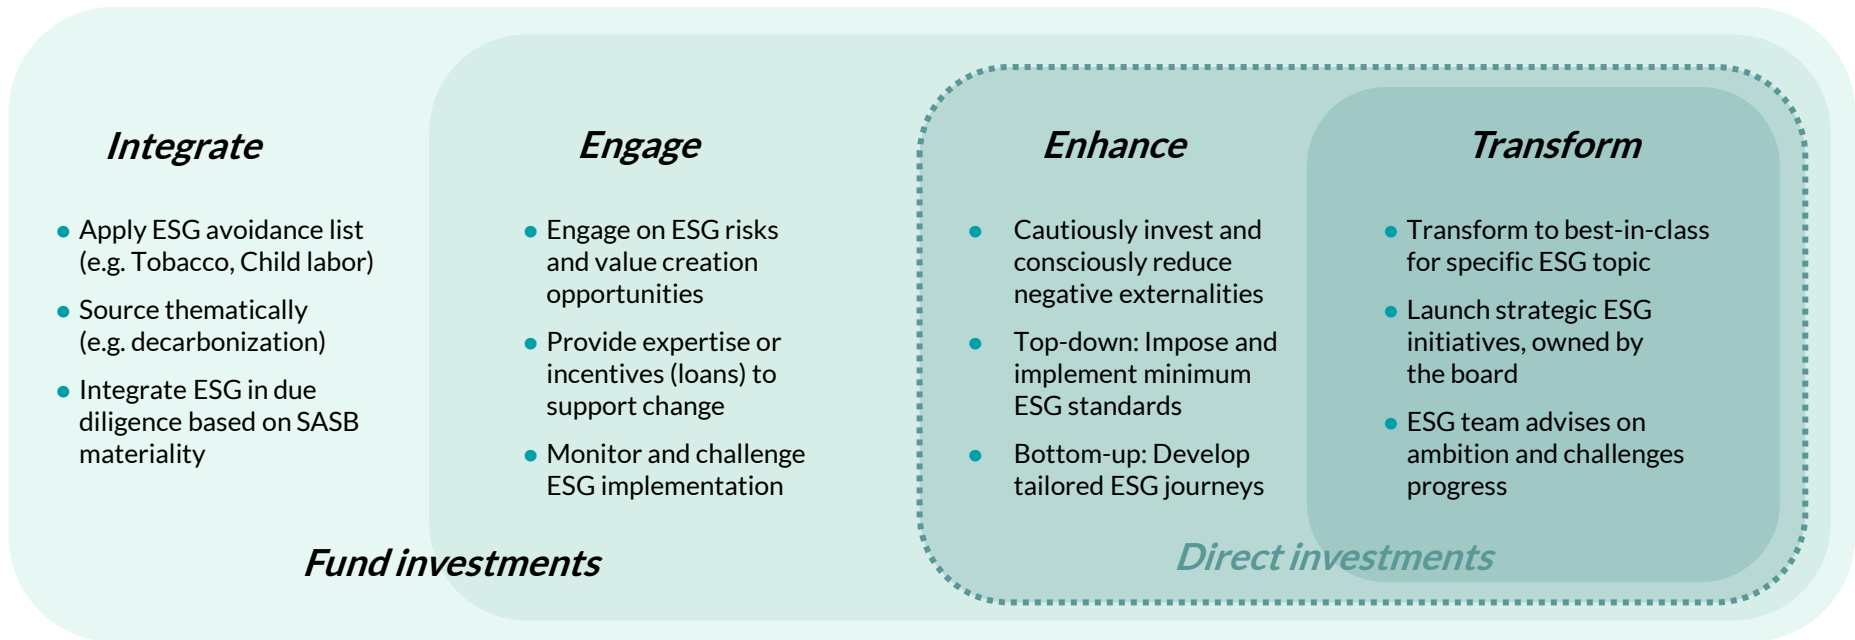 Integrate
● Apply ESG avoidance list
(e.g. Tobacco, Child labor)
● Source thematically
(e.g. decarbonization)
● Integrate ESG in due
diligence based on SASB
materiality
Engage
● Engage on ESG risks
and value creation
opportunities
● Provide expertise or
incentives (loans) to
support change
● Monitor and challenge
ESG implementation
Enhance
● Cautiously invest and
consciously reduce
negative externalities
● Top-down: Impose and
implement minimum
ESG standards
● Bottom-up: Develop
tailored ESG journeys
Transform
● Transform to best-in-class
for specific ESG topic
● Launch strategic ESG
initiatives, owned by
the board
● ESG team advises on
ambition and challenges
progress
Fund investments
Direct investments